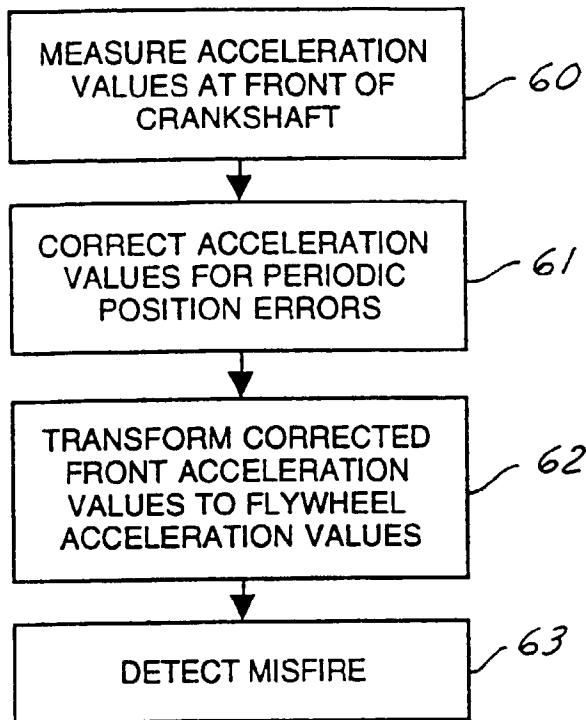 MEASURE ACCELERATION
VALUES AT FRONT OF
CRANKSHAFT
60
CORRECT ACCELERATION
VALUES FOR PERIODIC
POSITION ERRORS
61
TRANSFORM CORRECTED
FRONT ACCELERATION
VALUES TO FLYWHEEL
ACCELERATION VALUES
62
DETECT MISFIRE
63